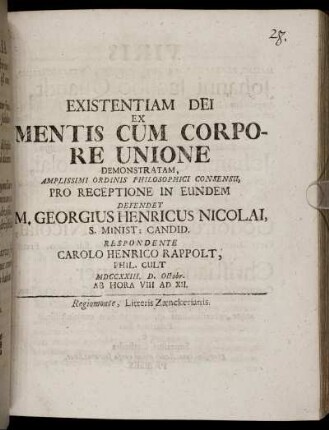 28.
EXISTENTIAM DEI
EX
MENTIS CUM CORPO-
RE UNIONE
DEMONSTRATAM,
AMPLISSIMI ORDINIS PHILOSOPHICI CONSENSU,
PRO RECEPTIONE IN EUNDEM
DEFENDET
M. GEORGIUS HENRICUS NICOLAI,
S. MINIST: CANDID.
RESPONDENTE
CAROLO HENRICO RAPPOLT,
PHIL. CULT
MDCCXXIII. D. Octobr.
AB HORA VIII AD XII.
Regiomonte, Litteris Zænckerianis.